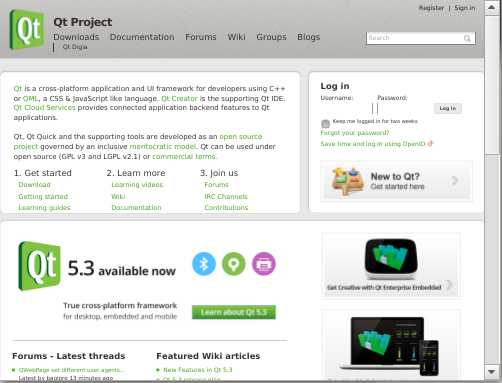 Register | Sign in
Qt Qt Project
Downloads Documentation Forums Wiki Groups Blogs
Qt Digia
Search
Qt is a cross-platform application and UI framework for developers using C++
or QML, a CSS & JavaScript like language. Qt Creator is the supporting Qt IDE.
Qt Cloud Services provides connected application backend features to Qt
applications.
Qt, Qt Quick and the supporting tools are developed as an open source
project governed by an inclusive meritocratic model. Qt can be used under
open source (GPL v3 and LGPL v2.1) or commercial terms.
1. Get started 2. Learn more 3. Join us
Download Learning videos Forums
Getting started Wiki IRC Channels
Learning guides Documentation Contributions
Log in
Username: Password:
Log in
Keep me logged in for two weeks
Forgot your password?
Save time and log in using OpenID
New to Qt?
Get started here
Qt 5.3 available now
True cross-platform framework
for desktop, embedded and mobile
Learn about Qt 5.3
Get Creative with Qt Enterprise Embedded
Forums - Latest threads
QWebPage set different user agents...
Latest by bagipro 13 minutes ago
Featured Wiki articles
New Features in Qt 5.3
Qt 5.3 release plan